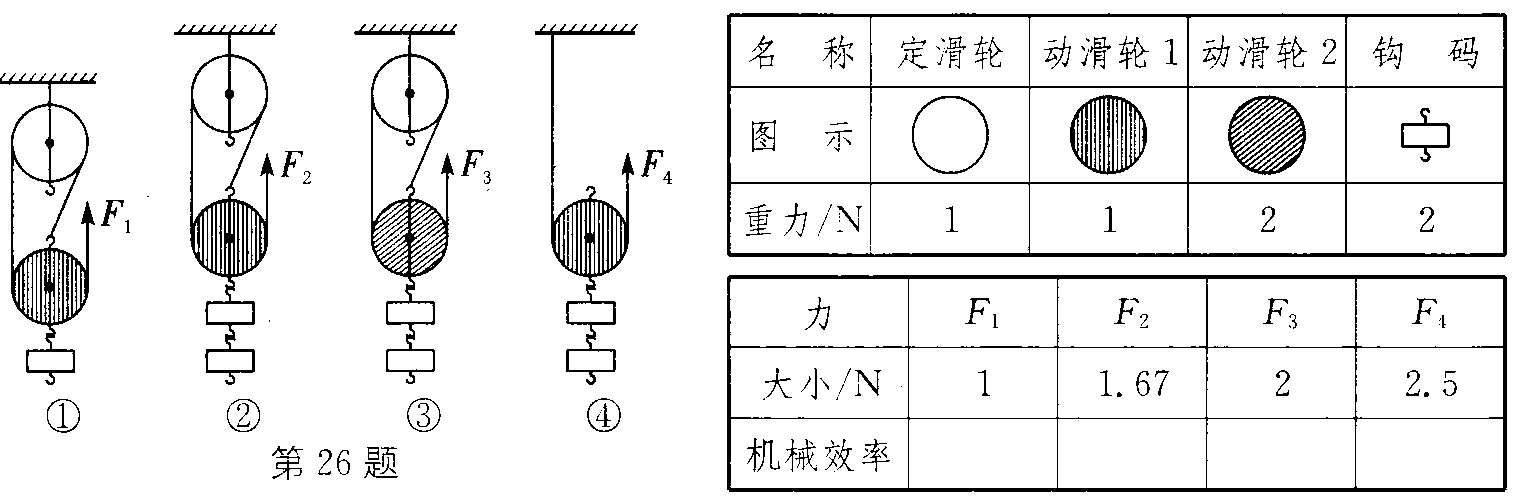 F₁
F₂
F₃
F₄
① ② ③ ④
第26题
名 称 定滑轮 动滑轮1 动滑轮2 钩 码
图 示
重力/N 1 1 2 2
力 F₁ F₂ F₃ F₄
大小/N 1 1.67 2 2.5
机械效率